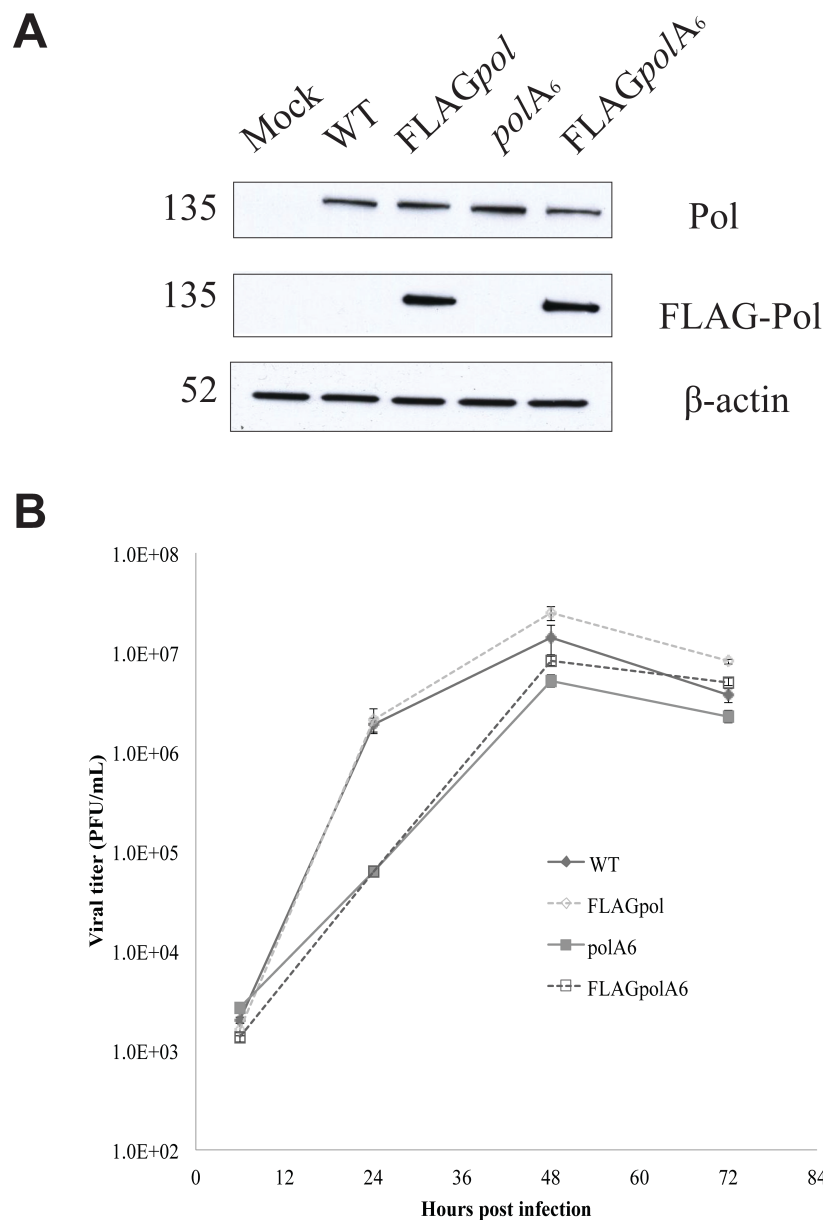 A
Mock WT FLAGpol polA6 FLAGpolA6
135 Pol
135 FLAG-Pol
52 β-actin
B
1.0E+08
1.0E+07
1.0E+06
1.0E+05
1.0E+04
1.0E+03
1.0E+02
Viral titer (PFU/mL)
WT
FLAGpol
polA6
FLAGpolA6
0 12 24 36 48 60 72 84
Hours post infection